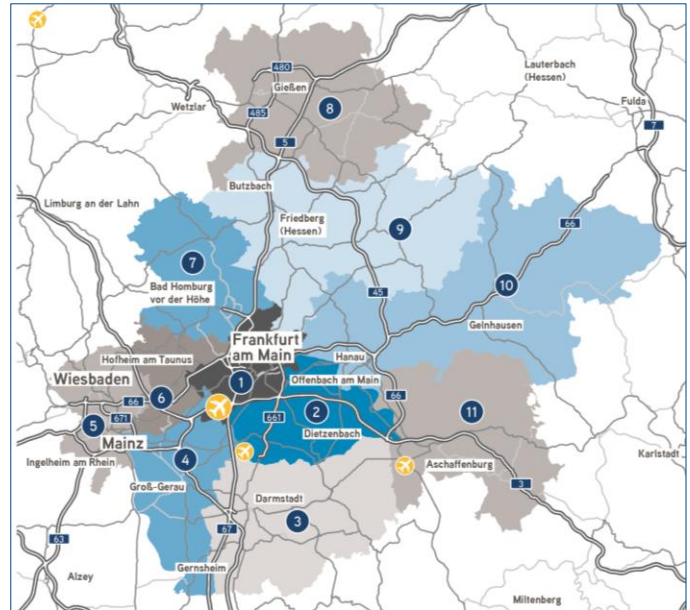 480
Gießen
8
Lauterbach
(Hessen)
Wetzlar
485
Fulda
7
5
Butzbach
Limburg an der Lahn
Friedberg
(Hessen)
9
66
7
Bad Homburg
vor der Höhe
45
10
Gelnhausen
Frankfurt
am Main
Hofheim am Taunus
Hanau
Wiesbaden
1
Offenbach am Main
66
6
66
5
671
661
2
11
Mainz
Dietzenbach
4
Ingelheim am Rhein
Aschaffenburg
Karlstadt
Groß-Gerau
3
Darmstadt
3
67
63
Gernsheim
Alzey
Miltenberg